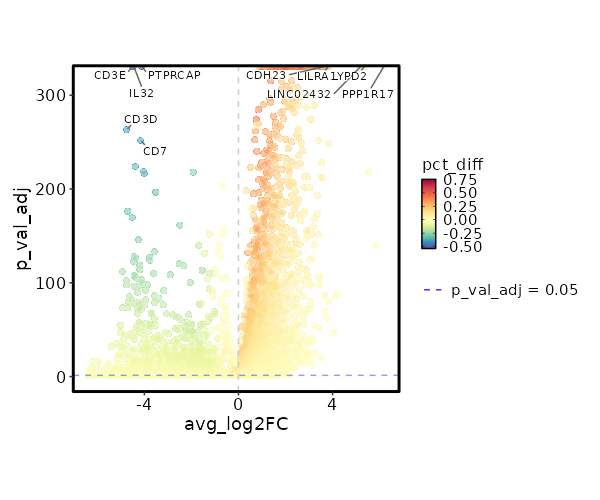 CD3E
PTPRCAP
IL32
CD3D
CD7
CDH23
LILRA1
YPD2
LINC02432
PPP1R17
300
200
100
0
p_val_adj
-4
0
4
avg_log2FC
pct_diff
0.75
0.50
0.25
0.00
-0.25
-0.50
p_val_adj = 0.05